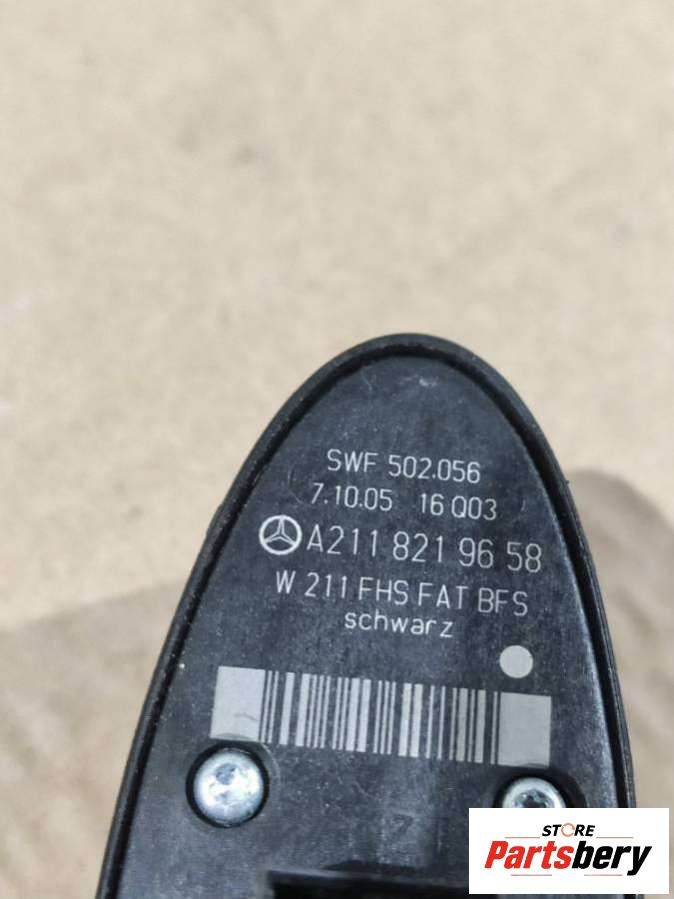 SWF 502.056
7.10.05 16 Q03
A211 821 96 58
W 211 FHS FAT BFS
schwarz
STORE
Partsbery